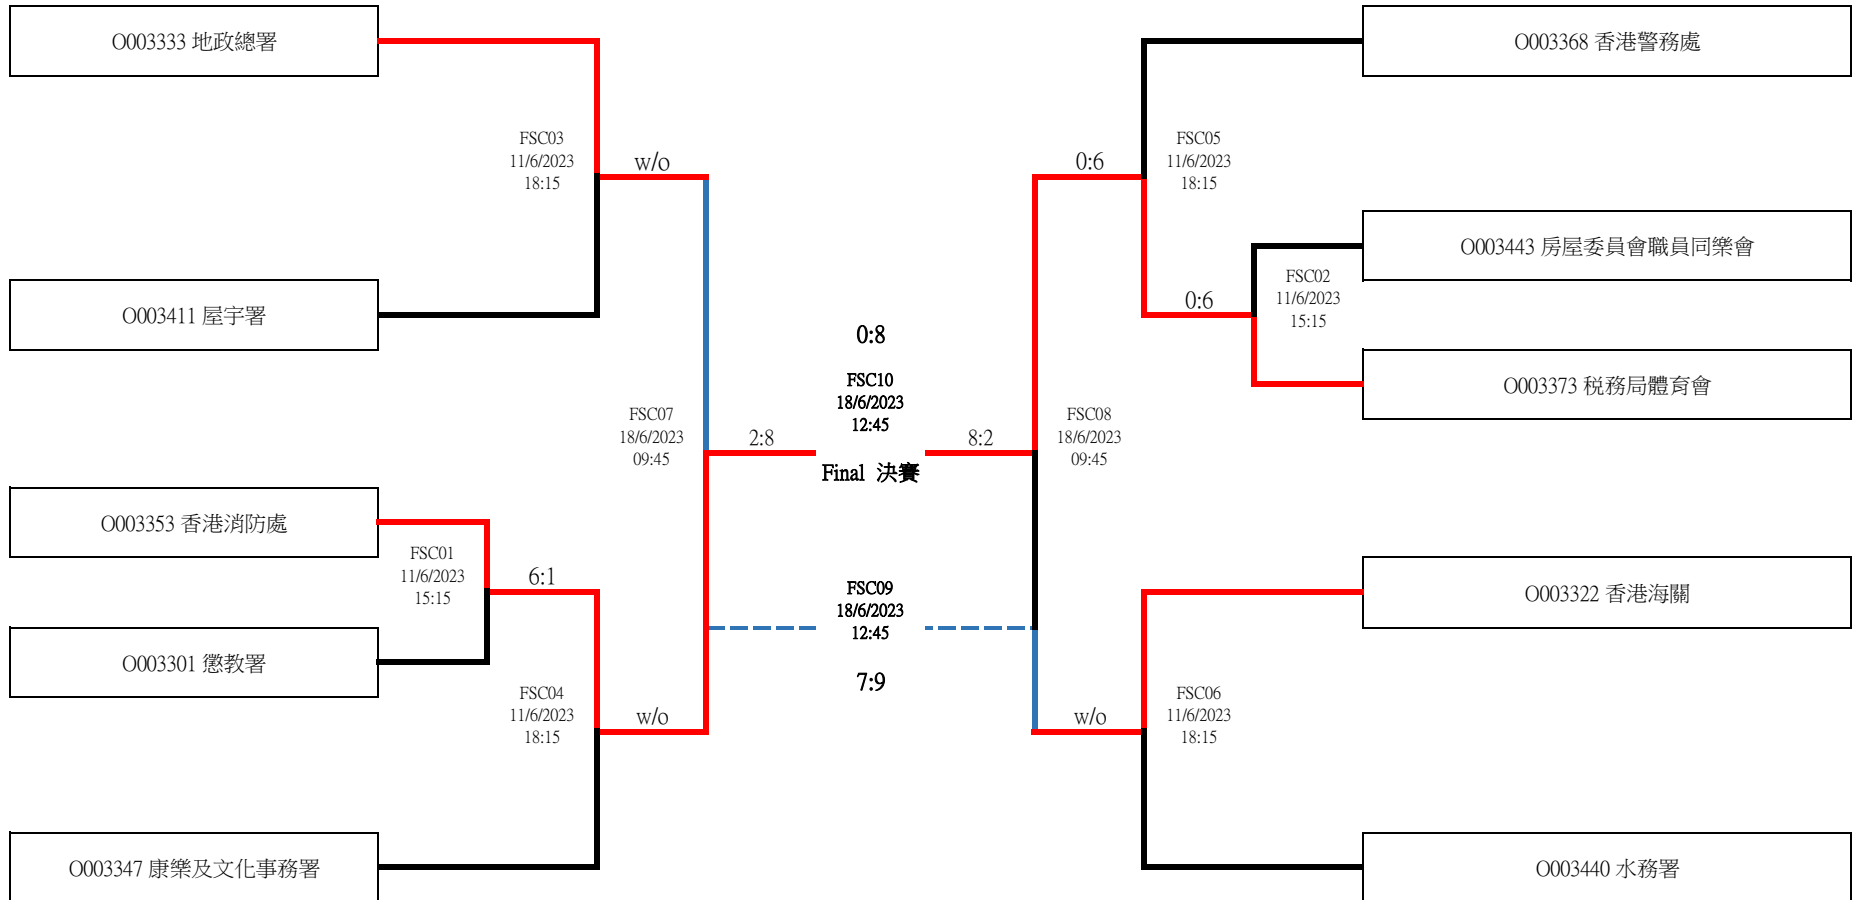 O003333 地政總署
FSC03
11/6/2023
18:15
w/o
O003411 屋宇署
O003353 香港消防處
FSC01
11/6/2023
15:15
6:1
O003301 懲教署
FSC04
11/6/2023
18:15
w/o
O003347 康樂及文化事務署
FSC07
18/6/2023
09:45
2:8
0:8
FSC10
18/6/2023
12:45
Final 決賽
FSC09
18/6/2023
12:45
7:9
8:2
FSC08
18/6/2023
09:45
O003368 香港警務處
0:6
FSC05
11/6/2023
18:15
O003443 房屋委員會職員同樂會
0:6
FSC02
11/6/2023
15:15
O003373 税務局體育會
O003322 香港海關
w/o
FSC06
11/6/2023
18:15
O003440 水務署